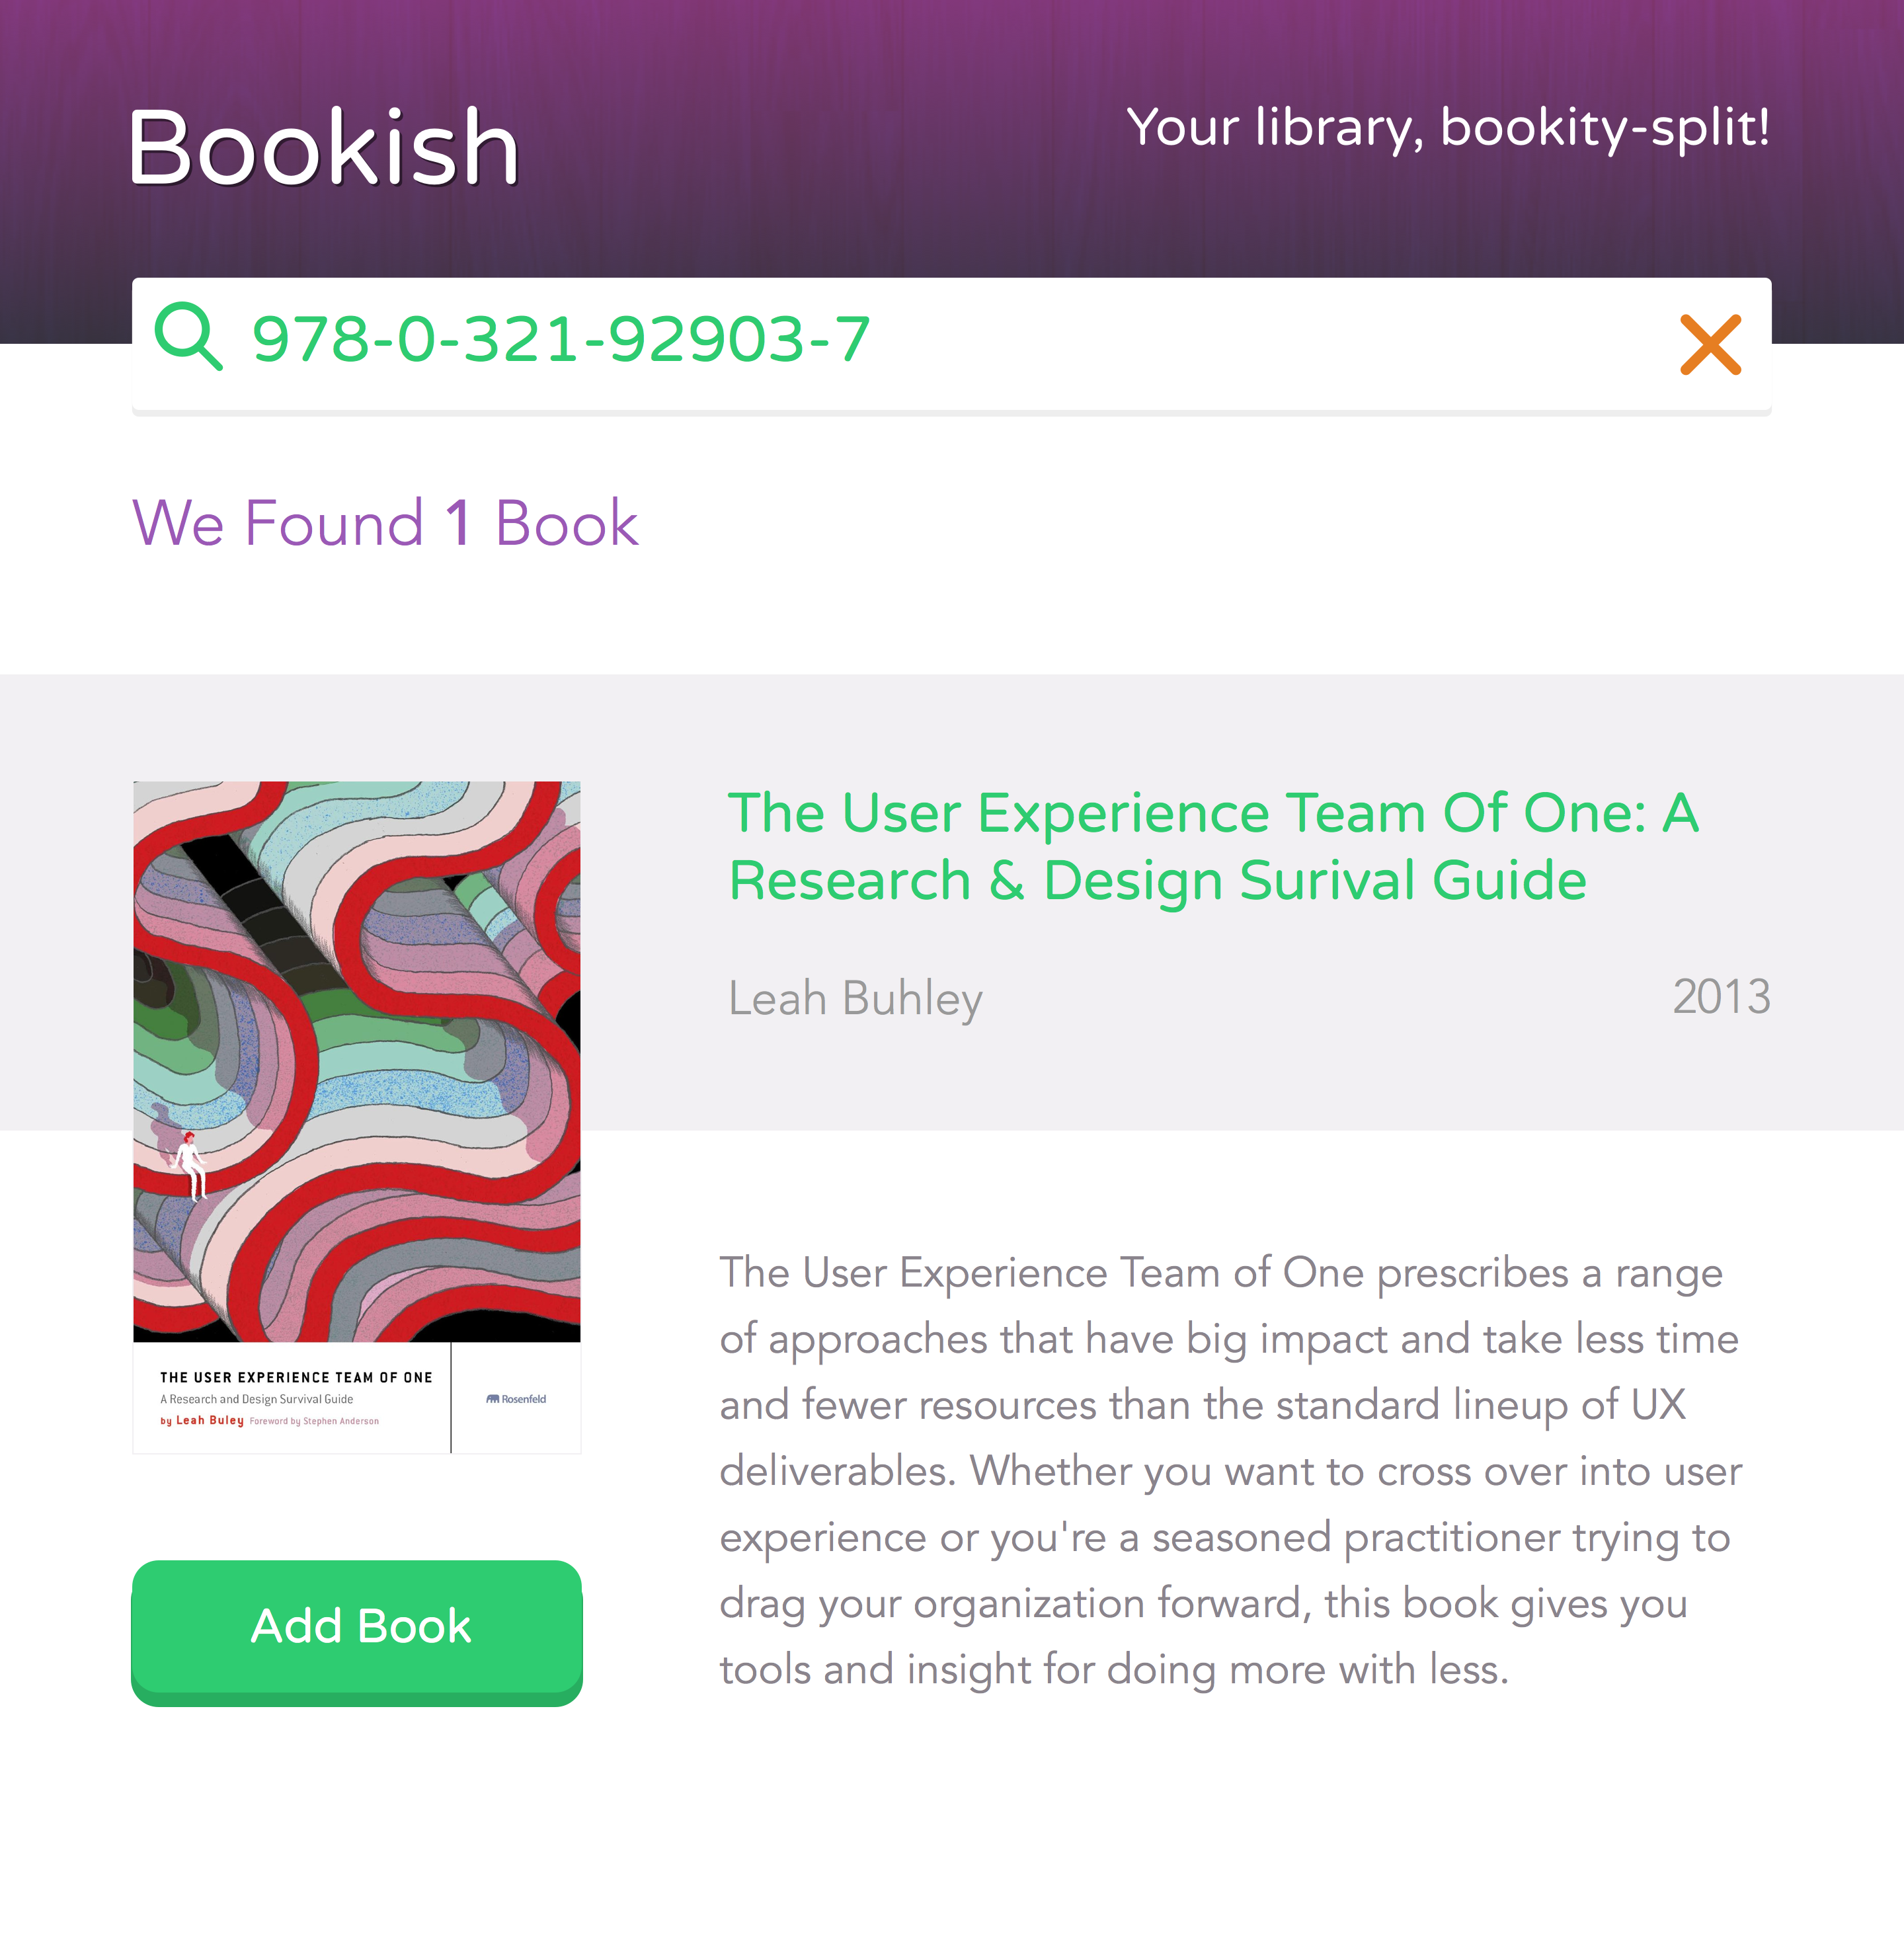 Bookish
Your library, bookity-split!
978-0-321-92903-7
We Found 1 Book
The User Experience Team Of One: A
Research & Design Surival Guide
Leah Buhley
2013
THE USER EXPERIENCE TEAM OF ONE
A Research and Design Survival Guide
by Leah Buley Foreword by Stephen Anderson
Rosenfeld
Add Book
The User Experience Team of One prescribes a range
of approaches that have big impact and take less time
and fewer resources than the standard lineup of UX
deliverables. Whether you want to cross over into user
experience or you're a seasoned practitioner trying to
drag your organization forward, this book gives you
tools and insight for doing more with less.